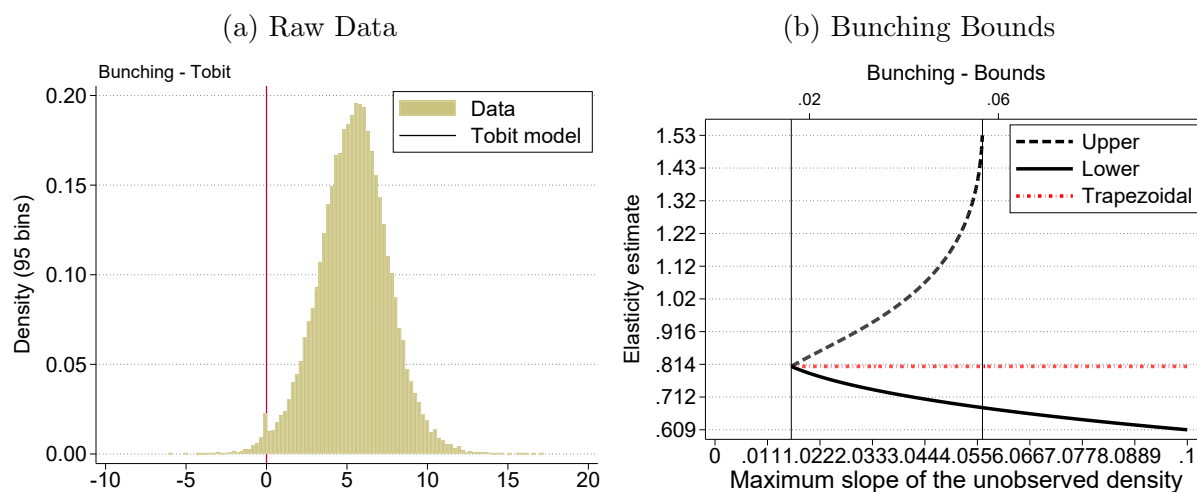 (a) Raw Data
Bunching - Tobit
Data
Tobit model
Density (95 bins)
0.20
0.15
0.10
0.05
0.00
-10 -5 0 5 10 15 20
(b) Bunching Bounds
Bunching - Bounds
.02 .06
Upper
Lower
Trapezoidal
Elasticity estimate
1.53
1.43
1.32
1.22
1.12
1.02
.916
.814
.712
.609
0 .0111 .0222 .0333 .0444 .0556 .0667 .0778 .0889 .1
Maximum slope of the unobserved density